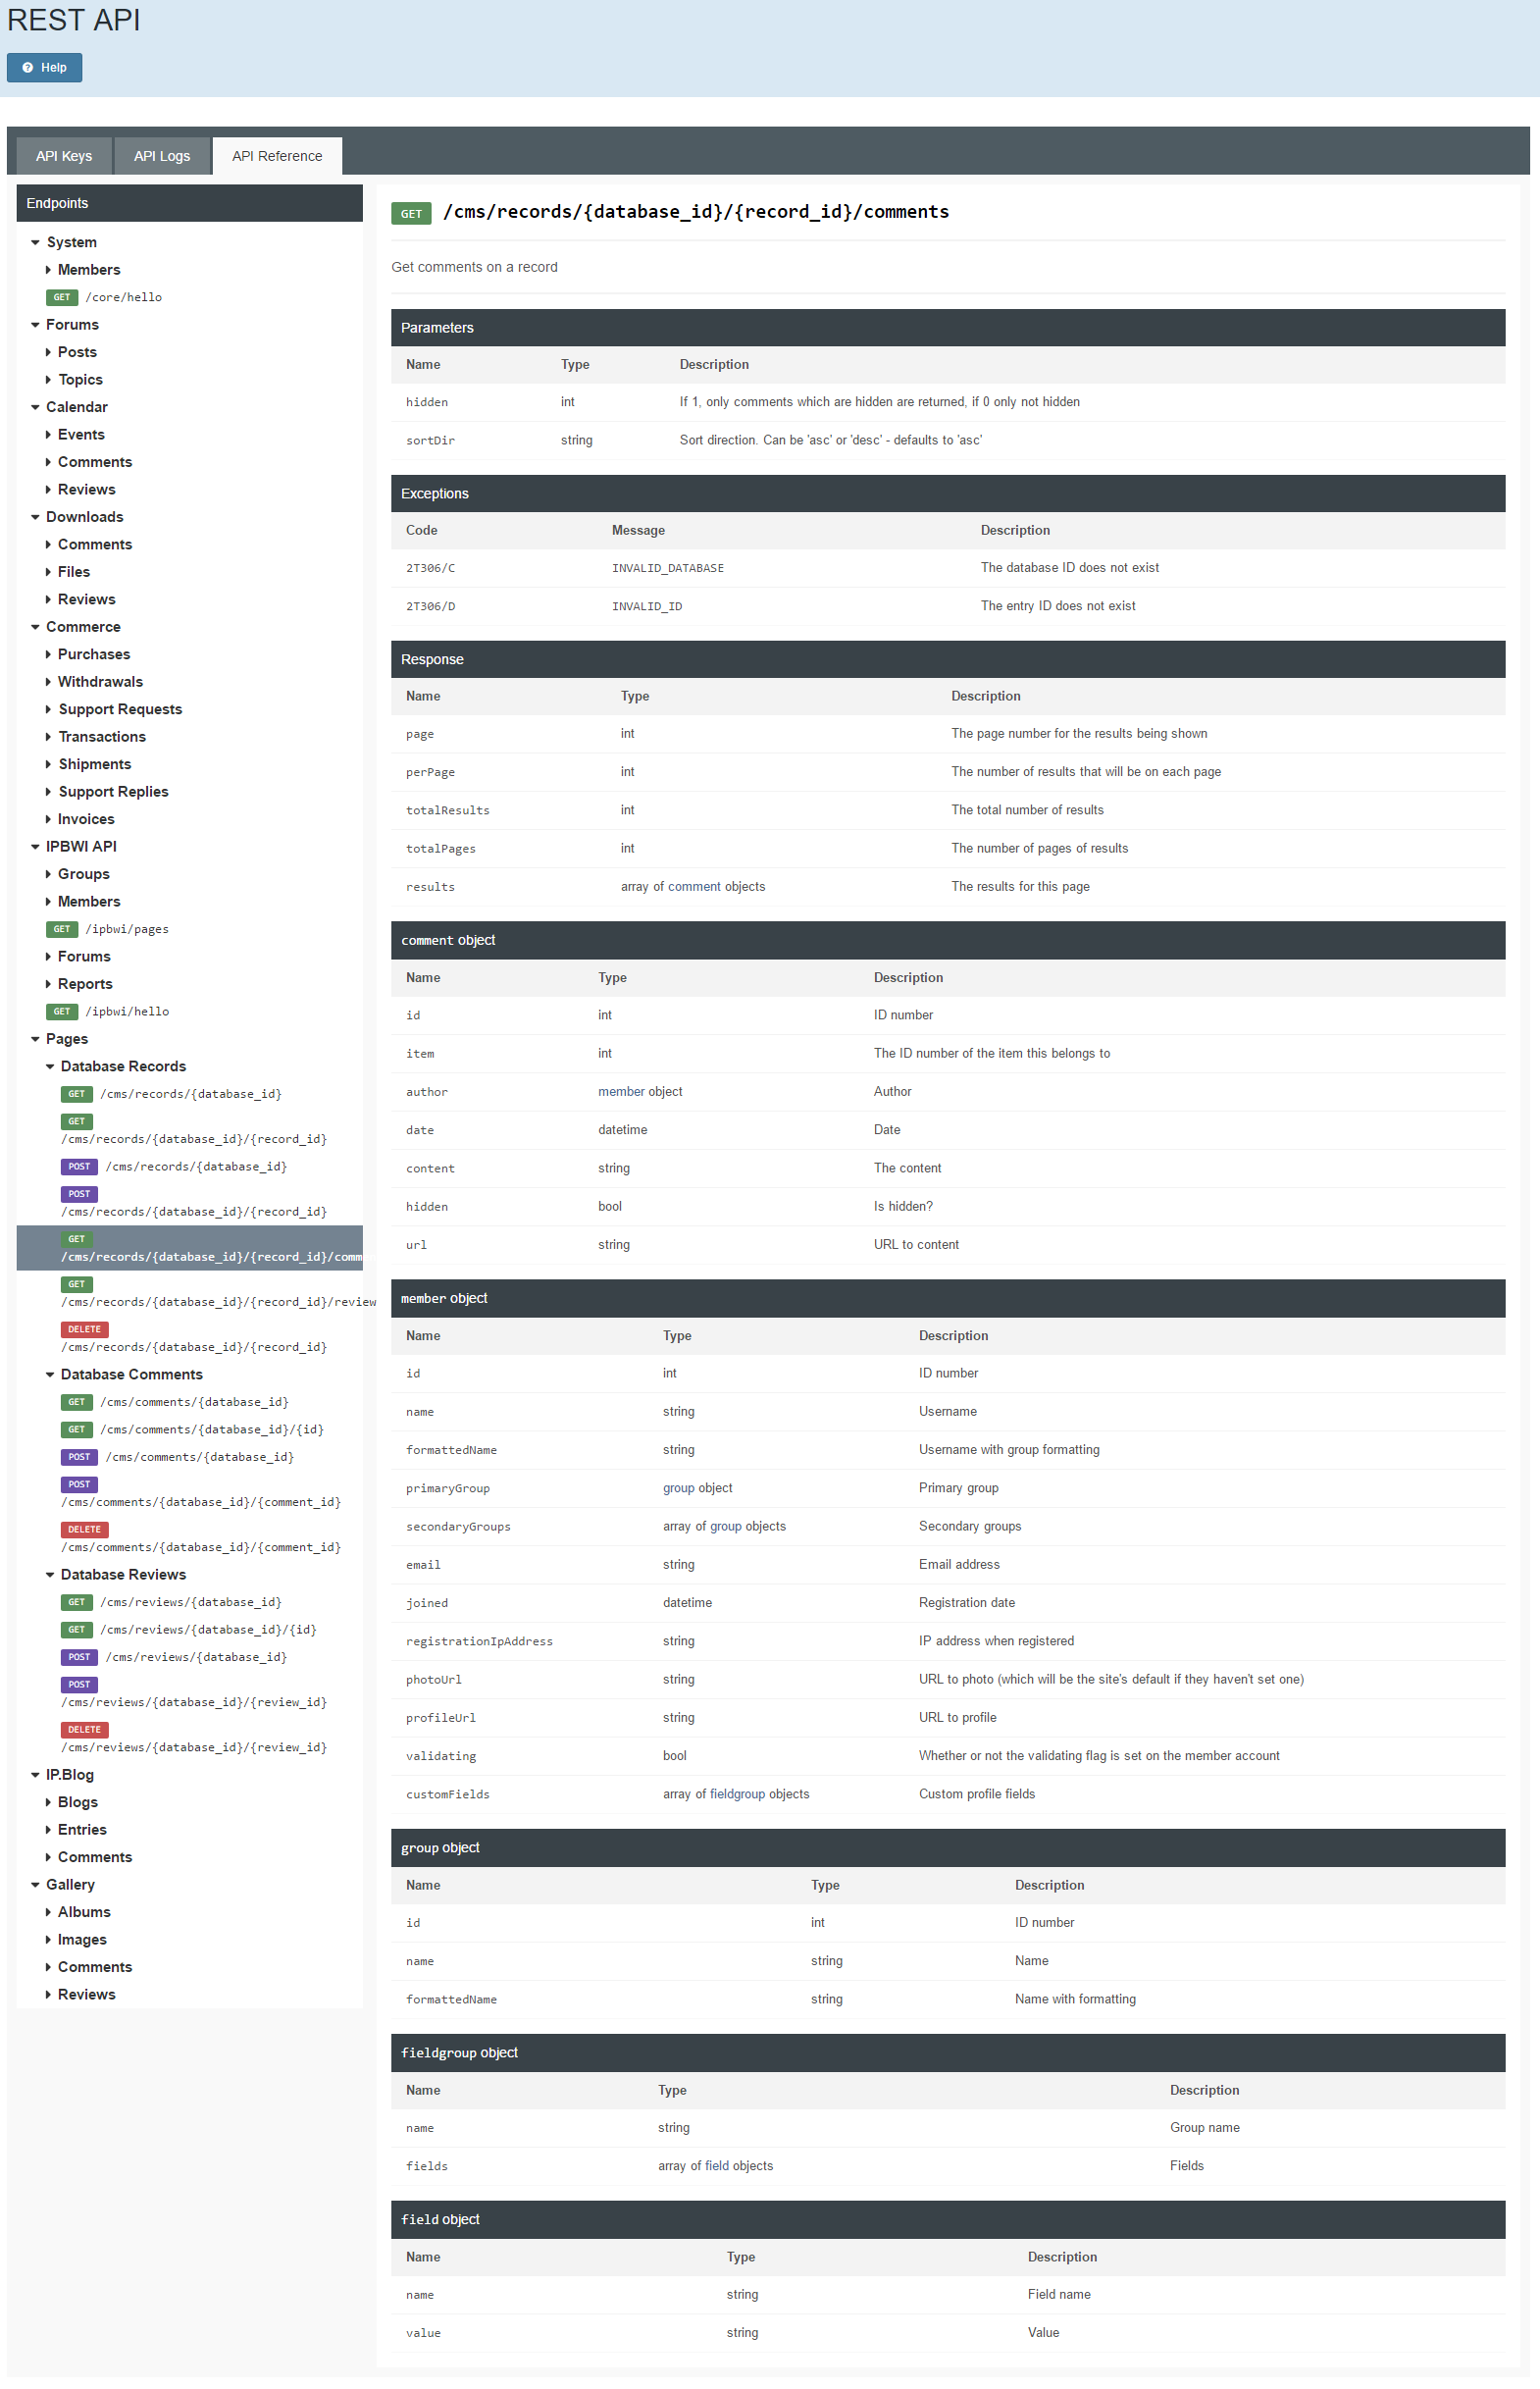 REST API
Help
API Keys API Logs API Reference
Endpoints
System
Members
GET /core/hello
Forums
Posts
Topics
Calendar
Events
Comments
Reviews
Downloads
Comments
Files
Reviews
Commerce
Purchases
Withdrawals
Support Requests
Transactions
Shipments
Support Replies
Invoices
IPBWI API
Groups
Members
GET /ipbwi/pages
Forums
Reports
GET /ipbwi/hello
Pages
Database Records
GET /cms/records/{database_id}
GET
/cms/records/{database_id}/{record_id}
POST /cms/records/{database_id}
POST
/cms/records/{database_id}/{record_id}
GET
/cms/records/{database_id}/{record_id}/comm
GET
/cms/records/{database_id}/{record_id}/review
DELETE
/cms/records/{database_id}/{record_id}
Database Comments
GET /cms/comments/{database_id}
GET /cms/comments/{database_id}/{id}
POST /cms/comments/{database_id}
POST
/cms/comments/{database_id}/{comment_id}
DELETE
/cms/comments/{database_id}/{comment_id}
Database Reviews
GET /cms/reviews/{database_id}
GET /cms/reviews/{database_id}/{id}
POST /cms/reviews/{database_id}
POST
/cms/reviews/{database_id}/{review_id}
DELETE
/cms/reviews/{database_id}/{review_id}
IP.Blog
Blogs
Entries
Comments
Gallery
Albums
Images
Comments
Reviews
GET /cms/records/{database_id}/{record_id}/comments
Get comments on a record
Parameters
Name Type Description
hidden int If 1, only comments which are hidden are returned, if 0 only not hidden
sortDir string Sort direction. Can be 'asc' or 'desc' - defaults to 'asc'
Exceptions
Code Message Description
2T306/C INVALID_DATABASE The database ID does not exist
2T306/D INVALID_ID The entry ID does not exist
Response
Name Type Description
page int The page number for the results being shown
perPage int The number of results that will be on each page
totalResults int The total number of results
totalPages int The number of pages of results
results array of comment objects The results for this page
comment object
Name Type Description
id int ID number
item int The ID number of the item this belongs to
author member object Author
date datetime Date
content string The content
hidden bool Is hidden?
url string URL to content
member object
Name Type Description
id int ID number
name string Username
formattedName string Username with group formatting
primaryGroup group object Primary group
secondaryGroups array of group objects Secondary groups
email string Email address
joined datetime Registration date
registrationIpAddress string IP address when registered
photoUrl string URL to photo (which will be the site's default if they haven't set one)
profileUrl string URL to profile
validating bool Whether or not the validating flag is set on the member account
customFields array of fieldgroup objects Custom profile fields
group object
Name Type Description
id int ID number
name string Name
formattedName string Name with formatting
fieldgroup object
Name Type Description
name string Group name
fields array of field objects Fields
field object
Name Type Description
name string Field name
value string Value